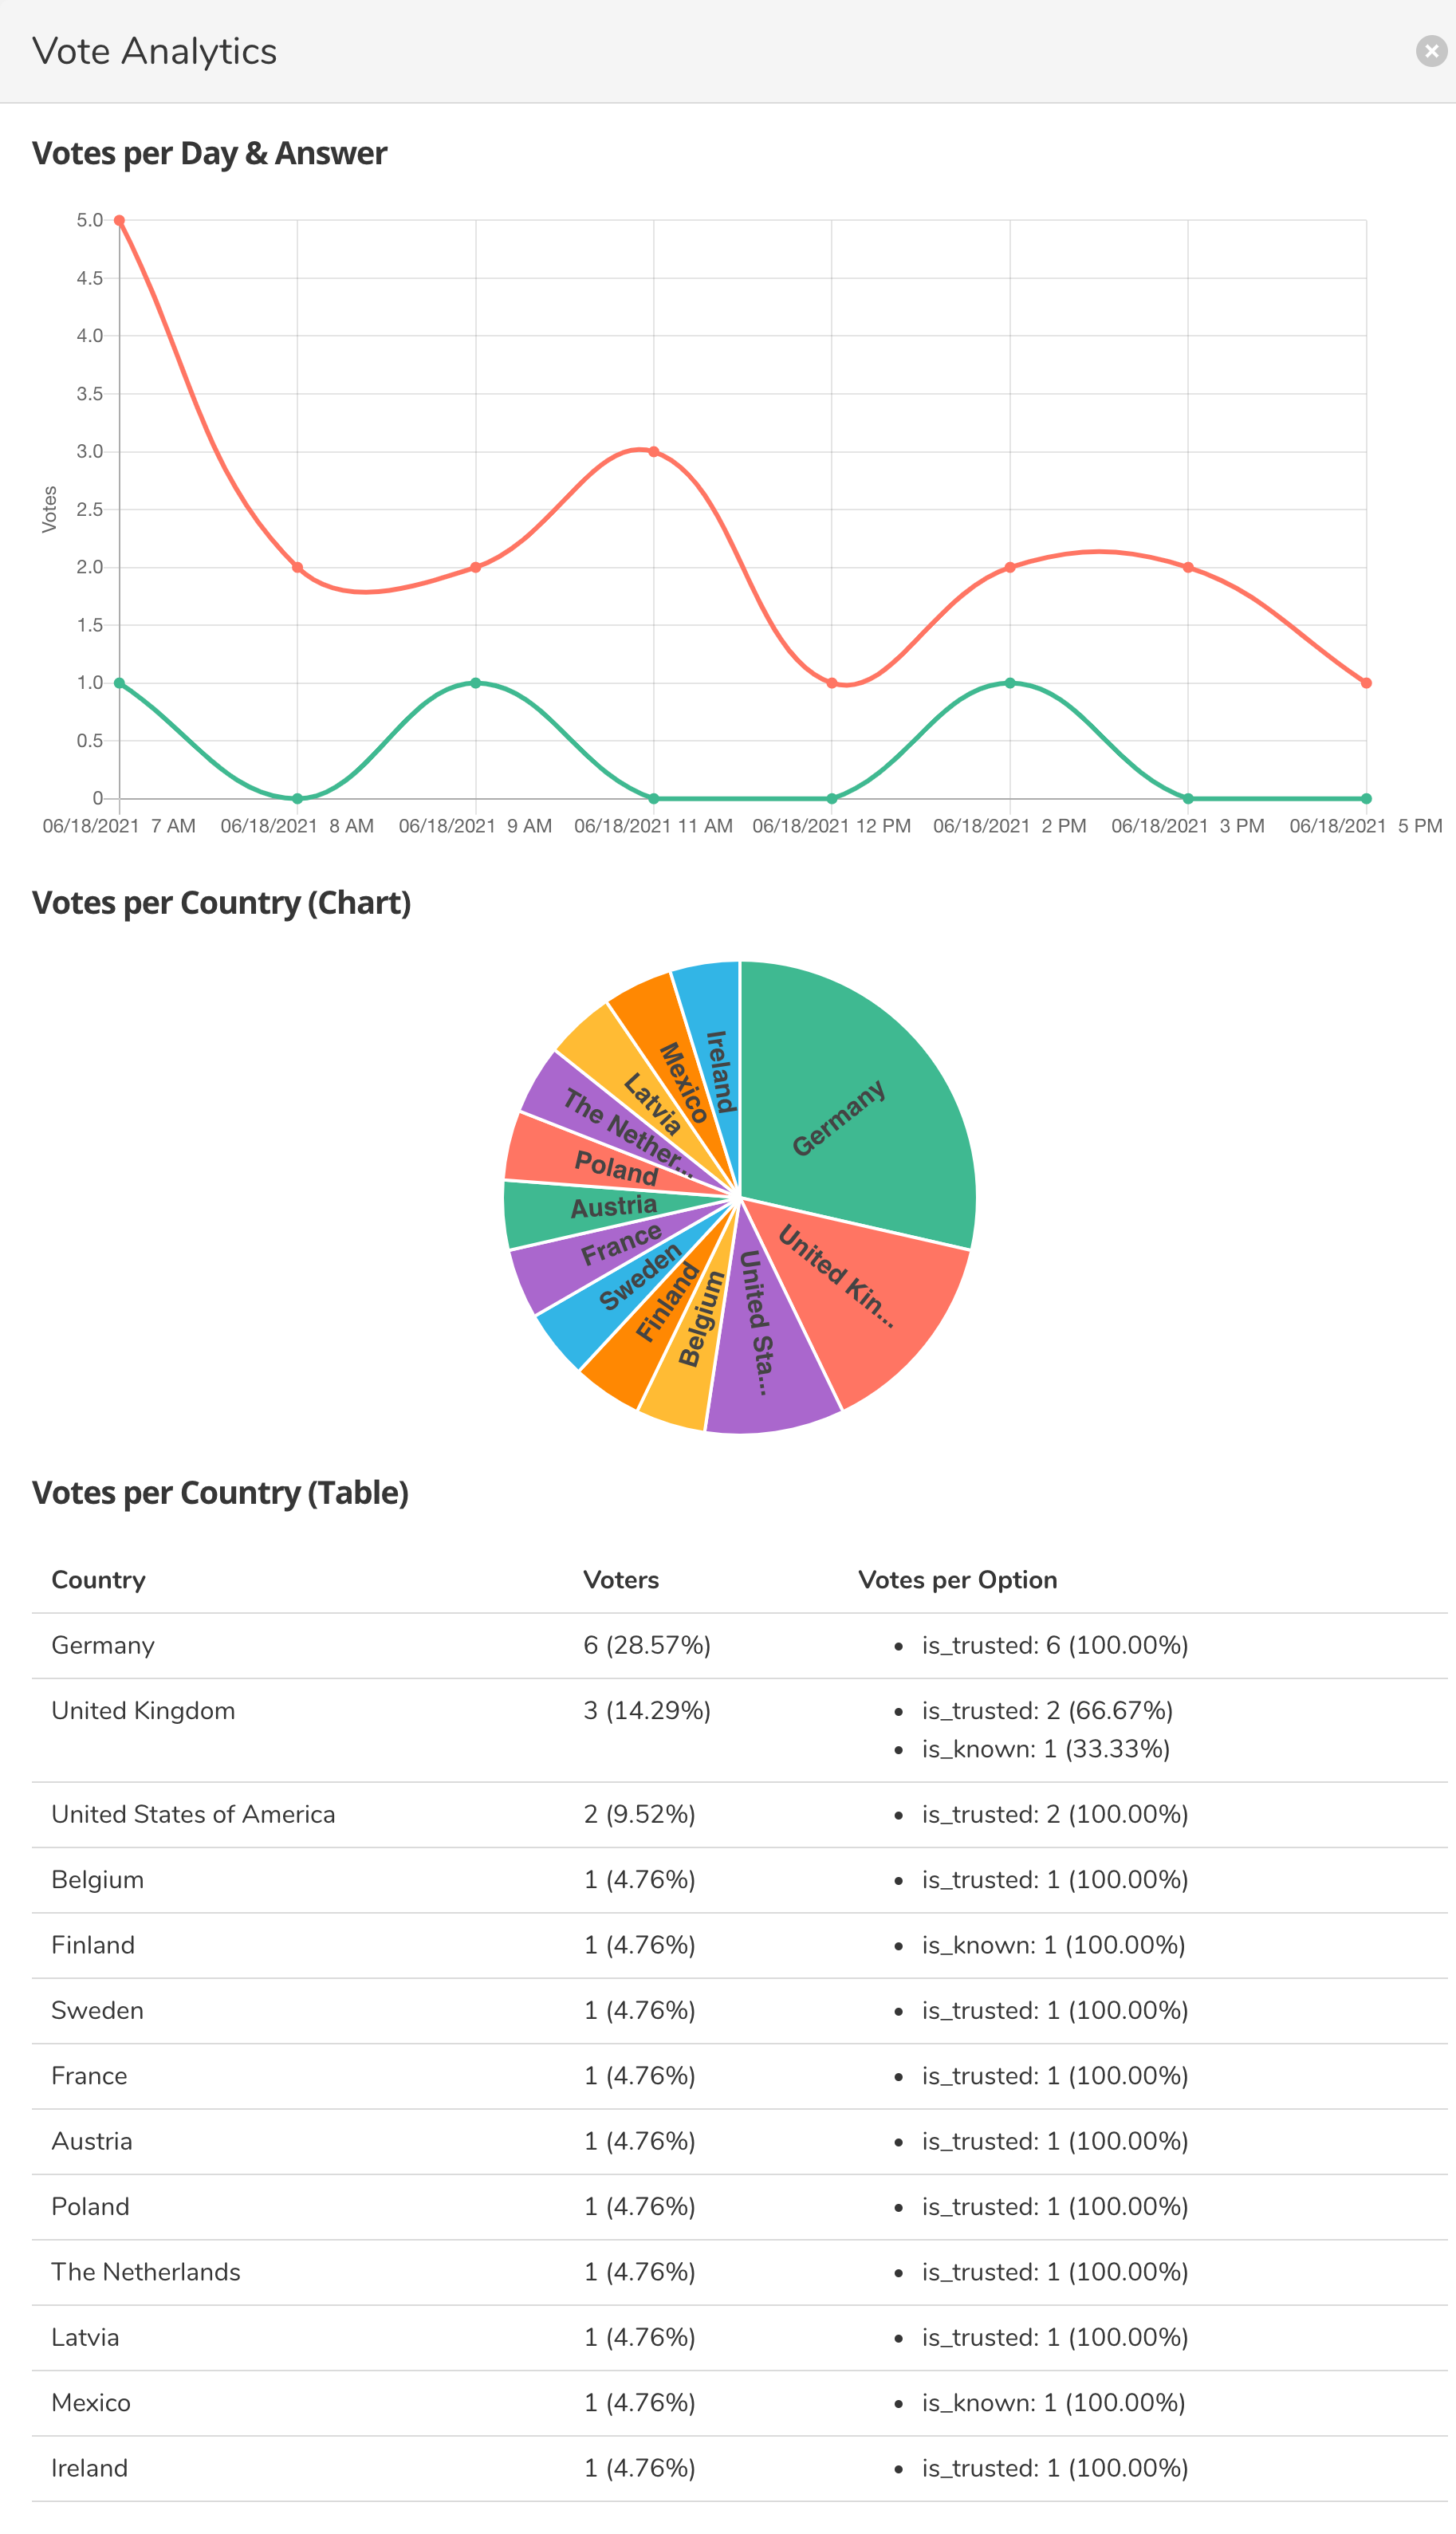 Vote Analytics
Votes per Day & Answer
5.0
4.5
4.0
3.5
3.0
2.5
2.0
1.5
1.0
0.5
0
Votes
06/18/2021 7 AM 06/18/2021 8 AM 06/18/2021 9 AM 06/18/2021 11 AM 06/18/2021 12 PM 06/18/2021 2 PM 06/18/2021 3 PM 06/18/2021 5 PM
Votes per Country (Chart)
Germany
United Kin...
United Sta...
Belgium
Finland
Sweden
France
Austria
Poland
The Nether...
Latvia
Mexico
Ireland
Votes per Country (Table)
Country Voters Votes per Option
Germany 6 (28.57%) • is_trusted: 6 (100.00%)
United Kingdom 3 (14.29%) • is_trusted: 2 (66.67%)
• is_known: 1 (33.33%)
United States of America 2 (9.52%) • is_trusted: 2 (100.00%)
Belgium 1 (4.76%) • is_trusted: 1 (100.00%)
Finland 1 (4.76%) • is_known: 1 (100.00%)
Sweden 1 (4.76%) • is_trusted: 1 (100.00%)
France 1 (4.76%) • is_trusted: 1 (100.00%)
Austria 1 (4.76%) • is_trusted: 1 (100.00%)
Poland 1 (4.76%) • is_trusted: 1 (100.00%)
The Netherlands 1 (4.76%) • is_trusted: 1 (100.00%)
Latvia 1 (4.76%) • is_trusted: 1 (100.00%)
Mexico 1 (4.76%) • is_known: 1 (100.00%)
Ireland 1 (4.76%) • is_trusted: 1 (100.00%)